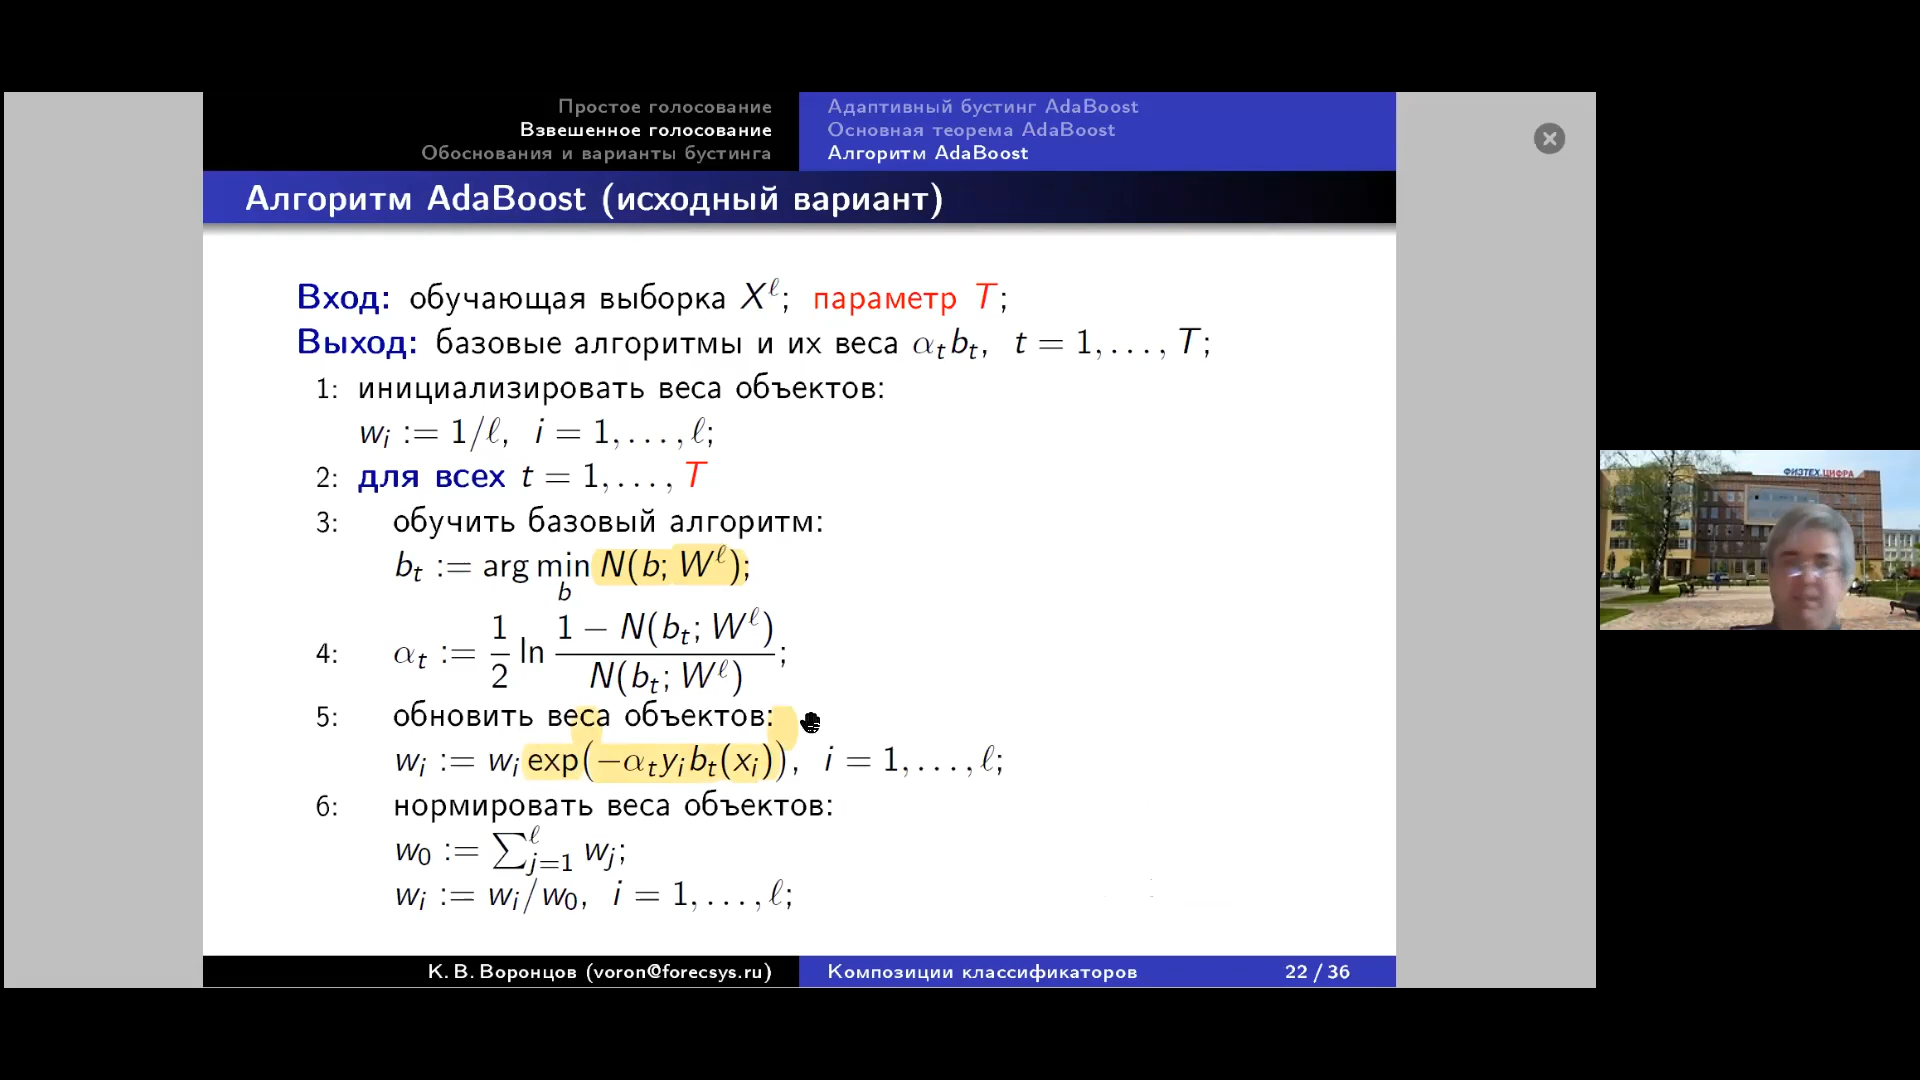 Простое голосование
Взвешенное голосование
Обоснования и варианты бустинга
Адаптивный бустинг AdaBoost
Основная теорема AdaBoost
Алгоритм AdaBoost
Алгоритм AdaBoost (исходный вариант)
Вход: обучающая выборка X^ℓ; параметр T;
Выход: базовые алгоритмы и их веса α_t b_t, t = 1, . . . , T;
1: инициализировать веса объектов:
w_i := 1/ℓ, i = 1, . . . , ℓ;
2: для всех t = 1, . . . , T
3: обучить базовый алгоритм:
b_t := arg min_b N(b; W^ℓ);
4: α_t := 1/2 ln (1 − N(b_t; W^ℓ))/(N(b_t; W^ℓ));
5: обновить веса объектов:
w_i := w_i exp(−α_t y_i b_t(x_i)), i = 1, . . . , ℓ;
6: нормировать веса объектов:
w_0 := ∑_{j=1}^ℓ w_j;
w_i := w_i/w_0, i = 1, . . . , ℓ;
К. В. Воронцов (voron@forecsys.ru)
Композиции классификаторов
22 / 36
ФИЗТЕХ.ЦИФРА